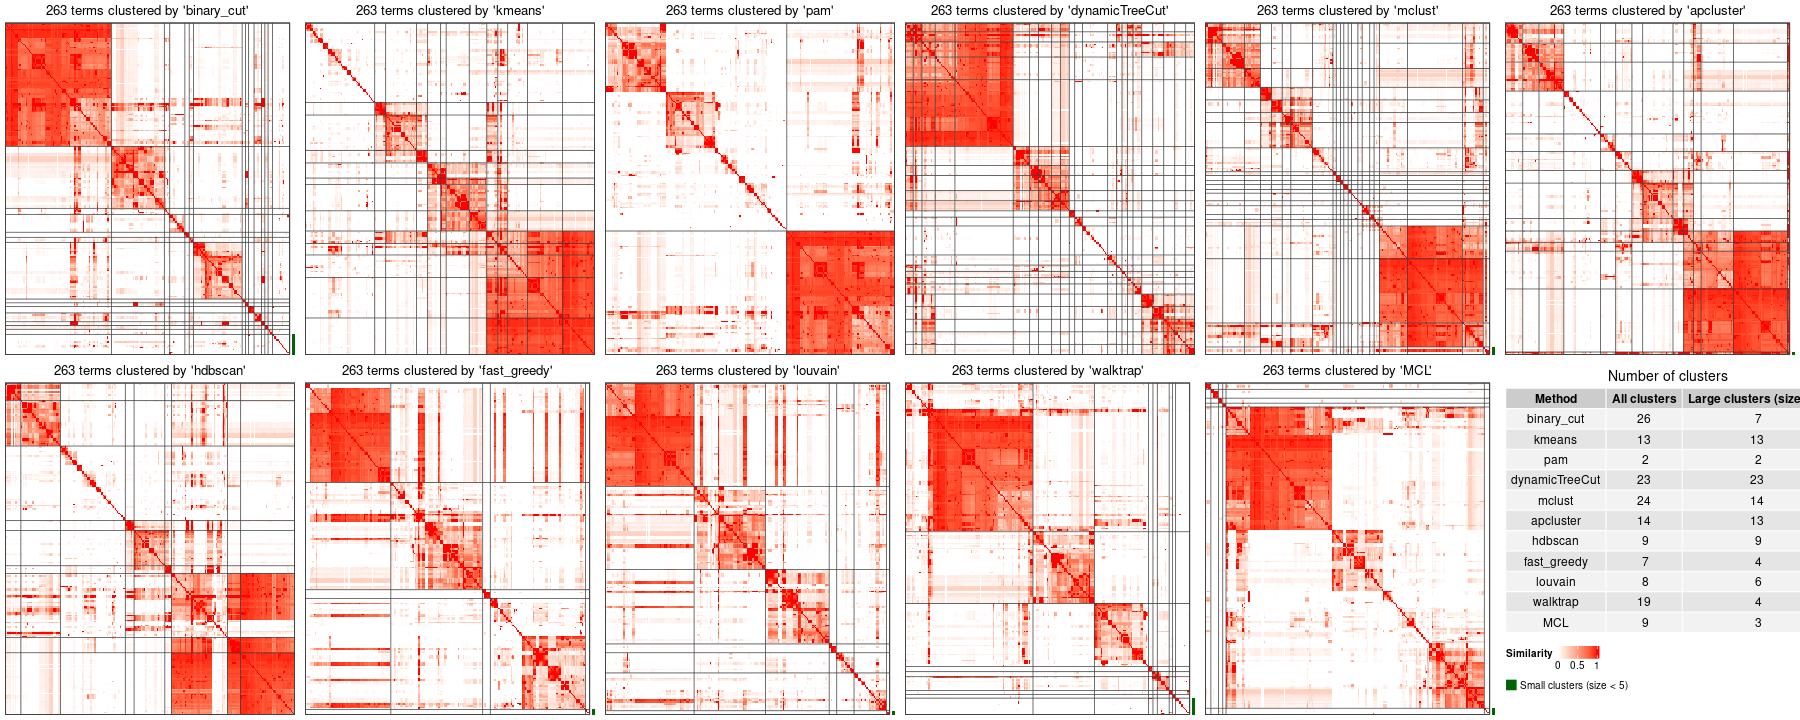 263 terms clustered by 'binary_cut'
263 terms clustered by 'kmeans'
263 terms clustered by 'pam'
263 terms clustered by 'dynamicTreeCut'
263 terms clustered by 'mclust'
263 terms clustered by 'apcluster'
263 terms clustered by 'hdbscan'
263 terms clustered by 'fast_greedy'
263 terms clustered by 'louvain'
263 terms clustered by 'walktrap'
263 terms clustered by 'MCL'
Number of clusters
Method All clusters Large clusters (size
binary_cut 26 7
kmeans 13 13
pam 2 2
dynamicTreeCut 23 23
mclust 24 14
apcluster 14 13
hdbscan 9 9
fast_greedy 7 4
louvain 8 6
walktrap 19 4
MCL 9 3
Similarity
0 0.5 1
Small clusters (size < 5)